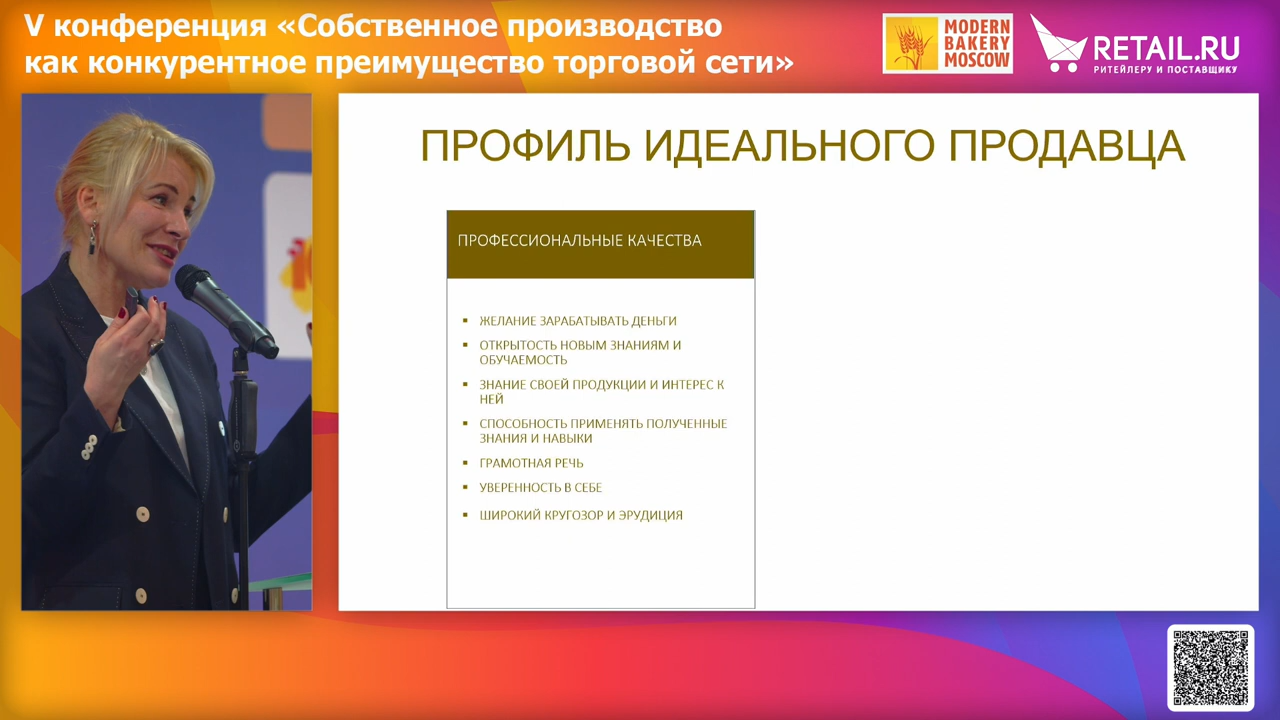 V конференция «Собственное производство
как конкурентное преимущество торговой сети»
MODERN
BAKERY
MOSCOW
RETAIL.RU
РИТЕЙЛЕРУ И ПОСТАВЩИКУ
ПРОФИЛЬ ИДЕАЛЬНОГО ПРОДАВЦА
ПРОФЕССИОНАЛЬНЫЕ КАЧЕСТВА
▪ ЖЕЛАНИЕ ЗАРАБАТЫВАТЬ ДЕНЬГИ
▪ ОТКРЫТОСТЬ НОВЫМ ЗНАНИЯМ И
ОБУЧАЕМОСТЬ
▪ ЗНАНИЕ СВОЕЙ ПРОДУКЦИИ И ИНТЕРЕС К
НЕЙ
▪ СПОСОБНОСТЬ ПРИМЕНЯТЬ ПОЛУЧЕННЫЕ
ЗНАНИЯ И НАВЫКИ
▪ ГРАМОТНАЯ РЕЧЬ
▪ УВЕРЕННОСТЬ В СЕБЕ
▪ ШИРОКИЙ КРУГОЗОР И ЭРУДИЦИЯ